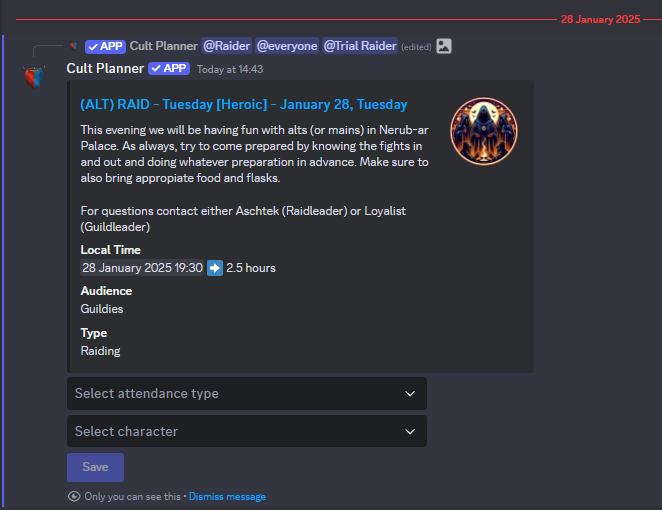 28 January 2025
APP Cult Planner @Raider @everyone @Trial Raider (edited)
Cult Planner APP Today at 14:43
(ALT) RAID - Tuesday [Heroic] - January 28, Tuesday
This evening we will be having fun with alts (or mains) in Nerub-ar
Palace. As always, try to come prepared by knowing the fights in
and out and doing whatever preparation in advance. Make sure to
also bring appropiate food and flasks.
For questions contact either Aschtek (Raidleader) or Loyalist
(Guildleader)
Local Time
28 January 2025 19:30 ➡️ 2.5 hours
Audience
Guildies
Type
Raiding
Select attendance type
Select character
Save
Only you can see this • Dismiss message